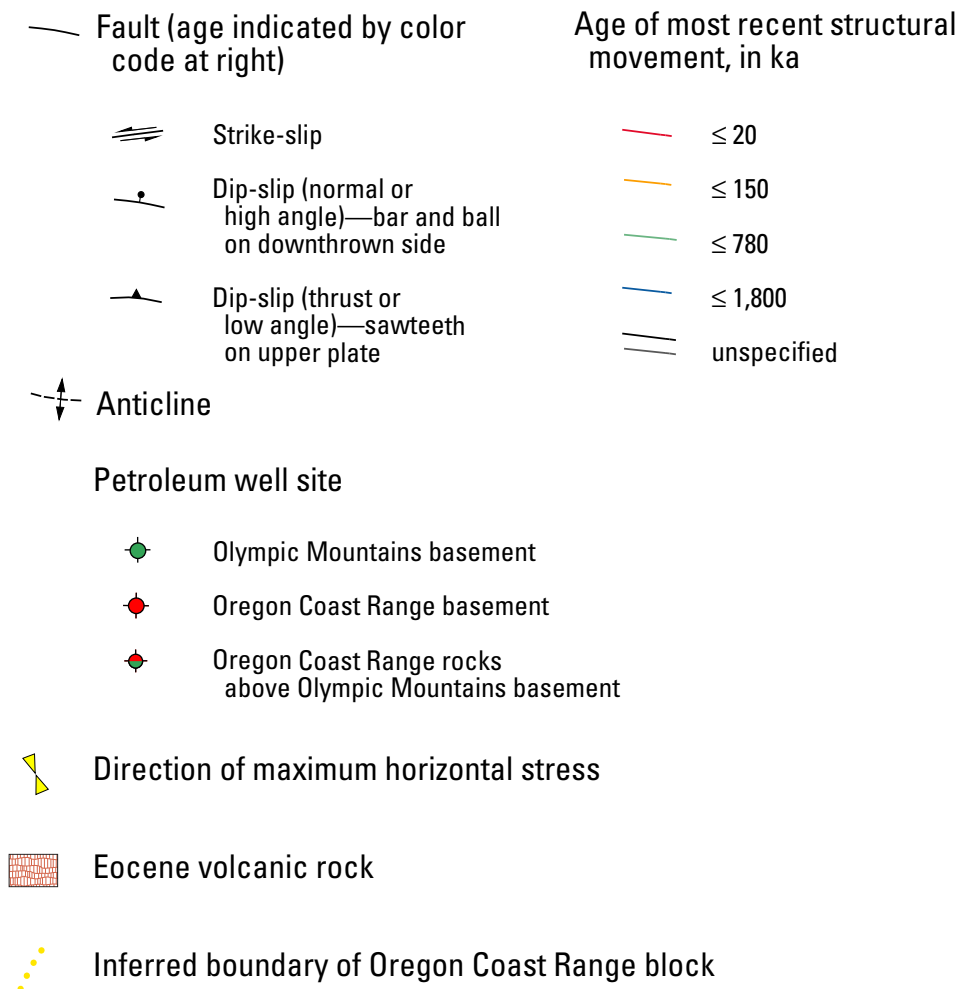 Fault (age indicated by color
code at right)
Strike-slip
Dip-slip (normal or
high angle)—bar and ball
on downthrown side
Dip-slip (thrust or
low angle)—sawteeth
on upper plate
Age of most recent structural
movement, in ka
≤ 20
≤ 150
≤ 780
≤ 1,800
unspecified
Anticline
Petroleum well site
Olympic Mountains basement
Oregon Coast Range basement
Oregon Coast Range rocks
above Olympic Mountains basement
Direction of maximum horizontal stress
Eocene volcanic rock
Inferred boundary of Oregon Coast Range block